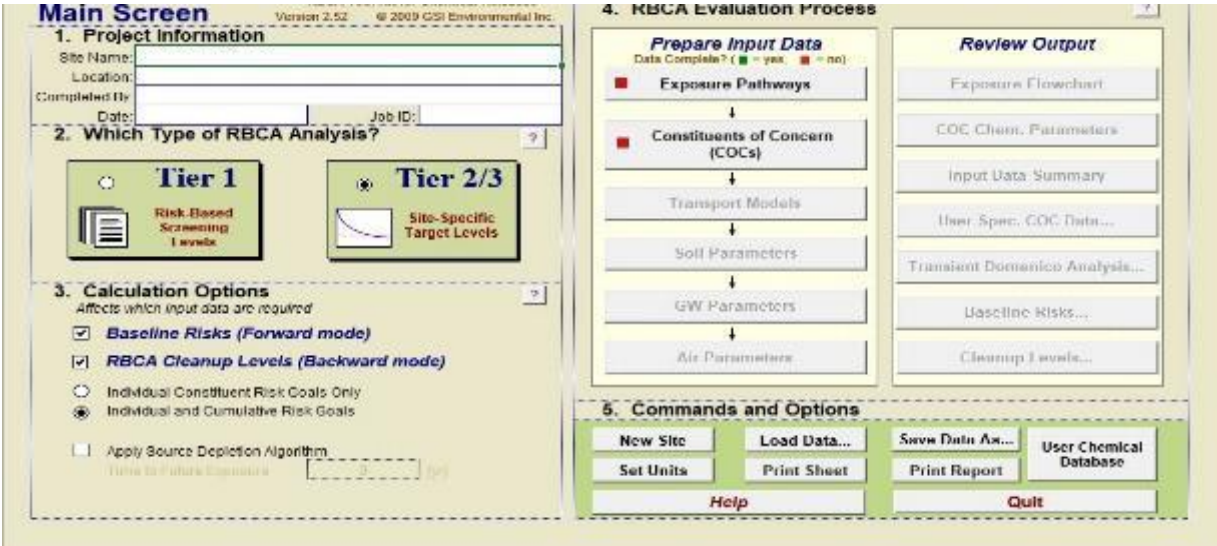 Main Screen
Version 2.52 © 2009 GSI Environmental Inc.
1. Project Information
Site Name:
Location:
Completed By
Date: Job ID:
2. Which Type of RBCA Analysis?
?
Tier 1
Risk-Based
Screening
Levels
Tier 2/3
Site-Specific
Target Levels
3. Calculation Options
?
Affects which input data are required
Baseline Risks (Forward mode)
RBCA Cleanup Levels (Backward mode)
Individual Constituent Risk Goals Only
Individual and Cumulative Risk Goals
Apply Source Depletion Algorithm
Time to Future Exposure
(yr)
4. RBCA Evaluation Process
?
Prepare Input Data
Data Complete? ( = yes, = no)
Exposure Pathways
Constituents of Concern
(COCs)
Transport Models
Soil Parameters
GW Parameters
Air Parameters
Review Output
Exposure Flowchart
COC Chem. Parameters
Input Data Summary
User Spec. COC Data...
Transient Domenico Analysis...
Baseline Risks...
Cleanup Levels...
5. Commands and Options
New Site Load Data... Save Data As... User Chemical
Database
Set Units Print Sheet Print Report
Help Quit